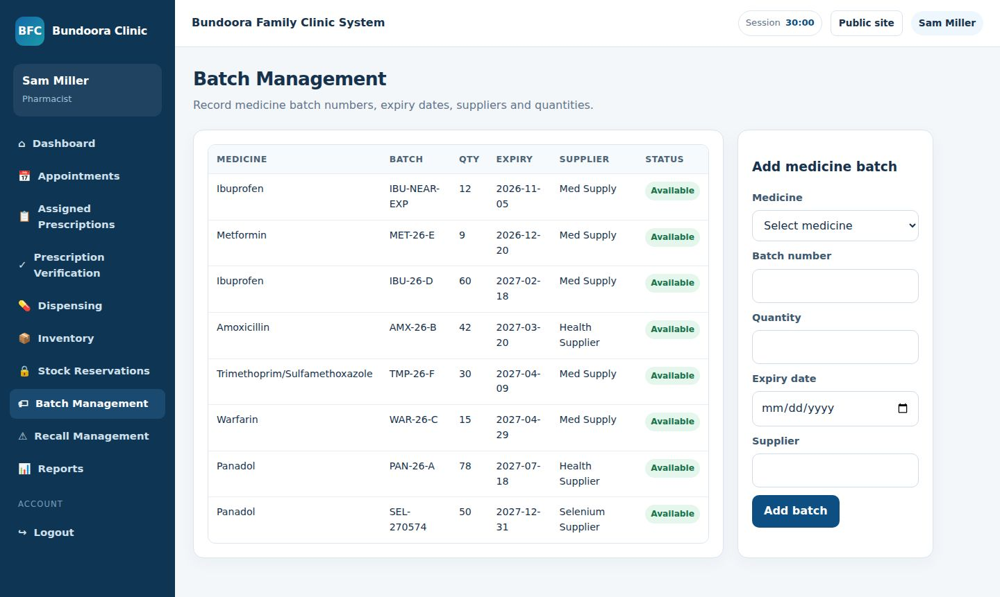 BFC Bundoora Clinic
Sam Miller
Pharmacist
Dashboard
Appointments
Assigned
Prescriptions
Prescription
Verification
Dispensing
Inventory
Stock Reservations
Batch Management
Recall Management
Reports
ACCOUNT
Logout
Bundoora Family Clinic System
Session 30:00
Public site
Sam Miller
Batch Management
Record medicine batch numbers, expiry dates, suppliers and quantities.
MEDICINE BATCH QTY EXPIRY SUPPLIER STATUS
Ibuprofen IBU-NEAR- 12 2026-11- Med Supply Available
EXP 05
Metformin MET-26-E 9 2026-12- Med Supply Available
20
Ibuprofen IBU-26-D 60 2027-02- Med Supply Available
18
Amoxicillin AMX-26-B 42 2027-03- Health Available
20 Supplier
Trimethoprim/Sulfamethoxazole TMP-26-F 30 2027-04- Med Supply Available
09
Warfarin WAR-26-C 15 2027-04- Med Supply Available
29
Panadol PAN-26-A 78 2027-07- Health Available
18 Supplier
Panadol SEL- 50 2027-12- Selenium Available
270574 31 Supplier
Add medicine batch
Medicine
Select medicine
Batch number
Quantity
Expiry date
mm/dd/yyyy
Supplier
Add batch